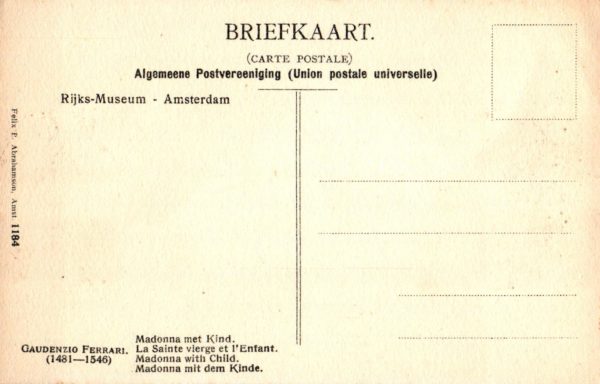 BRIEFKAART.
(CARTE POSTALE)
Algemeene Postvereeniging (Union postale universelle)
Rijks-Museum - Amsterdam
Felix P. Abrahamson, Amst 1184
GAUDENZIO FERRARI.
(1481—1546)
Madonna met Kind.
La Sainte vierge et l'Enfant.
Madonna with Child.
Madonna mit dem Kinde.